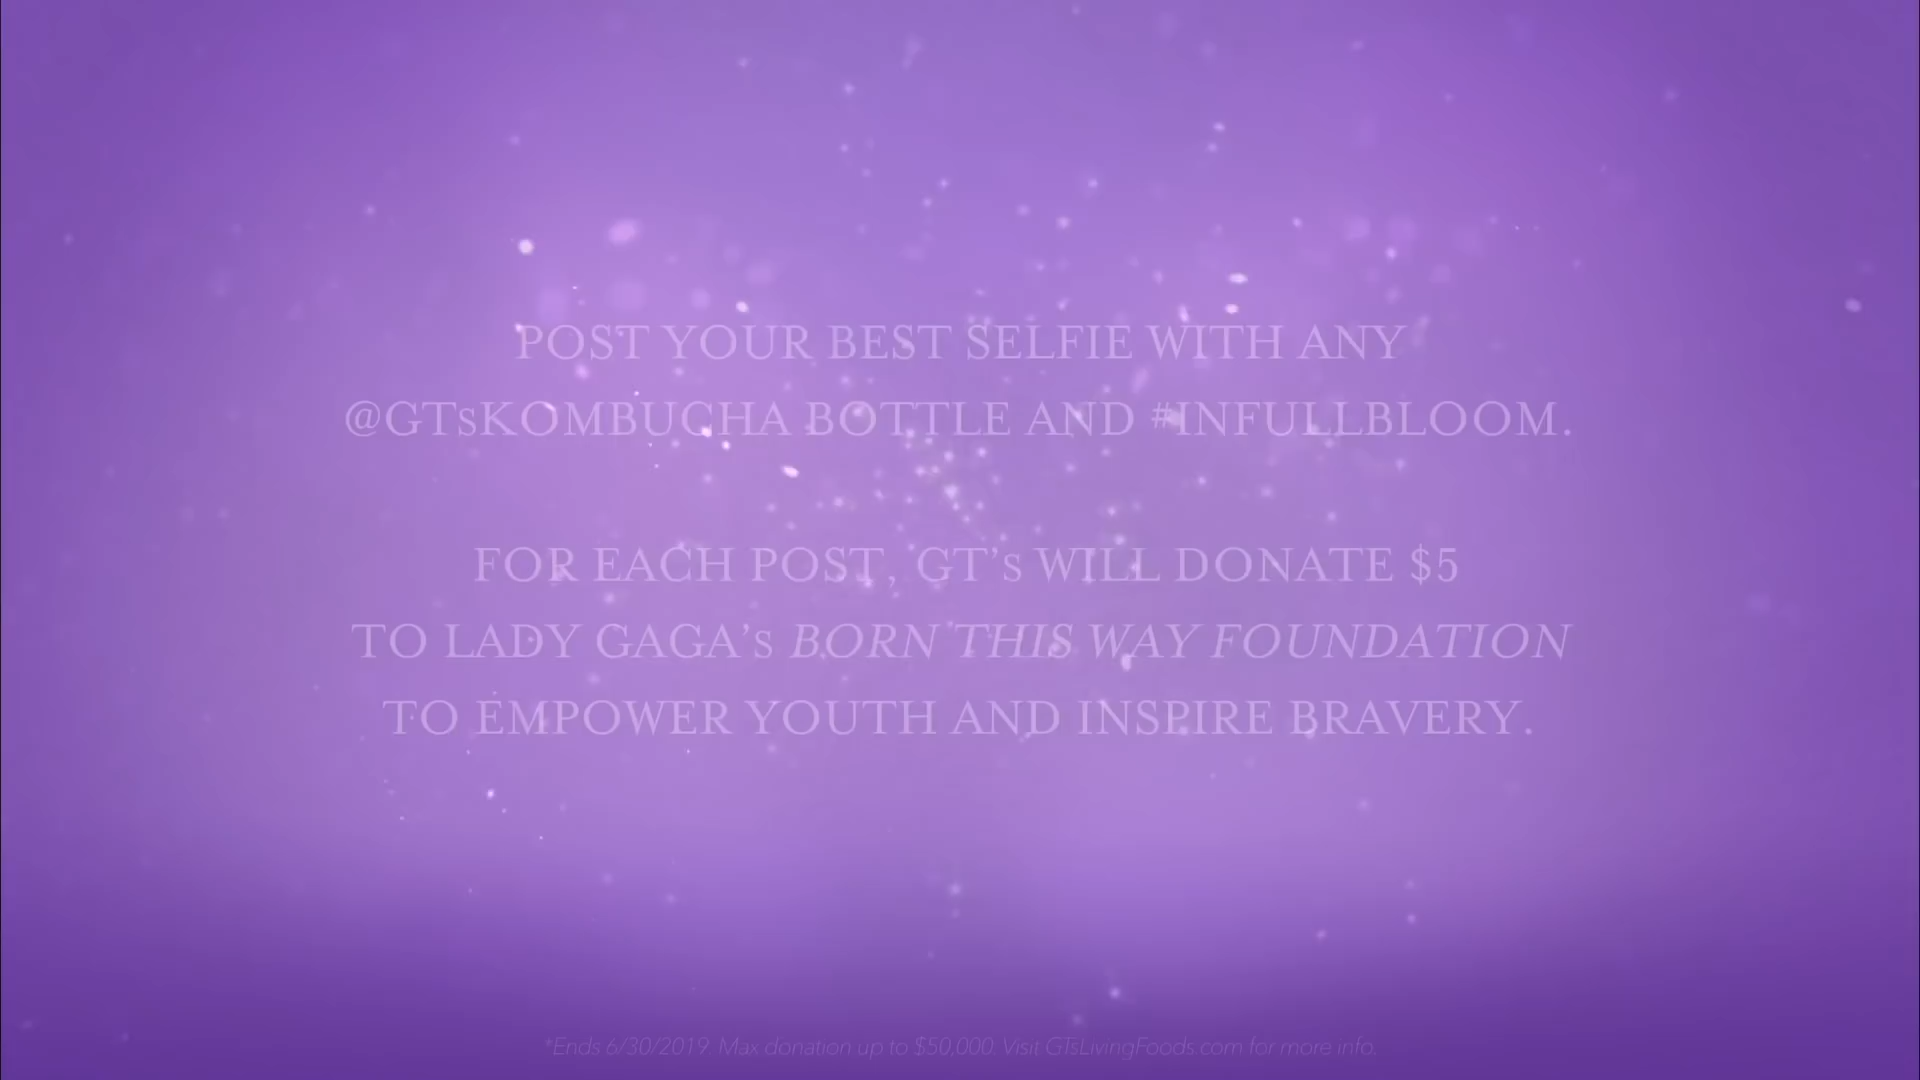 POST YOUR BEST SELFIE WITH ANY
@GTsKOMBUCHA BOTTLE AND #INFULLBLOOM.
FOR EACH POST, GT's WILL DONATE $5
TO LADY GAGA's BORN THIS WAY FOUNDATION
TO EMPOWER YOUTH AND INSPIRE BRAVERY.
*Ends 6/30/2019. Max donation up to $50,000. Visit GTsLivingFoods.com for more info.